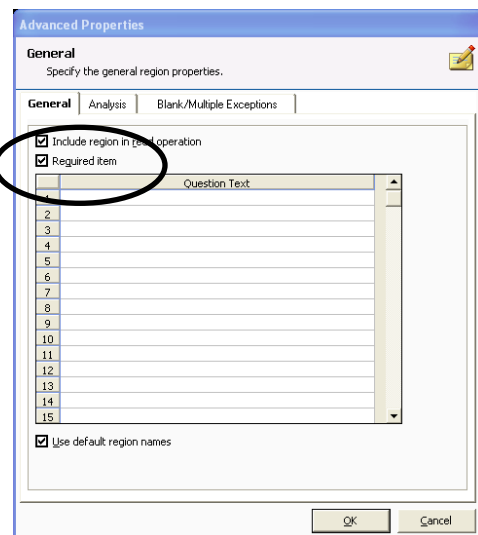 Advanced Properties
General
Specify the general region properties.
General Analysis Blank/Multiple Exceptions
Include region in read operation
Required item
Question Text
1
2
3
4
5
6
7
8
9
10
11
12
13
14
15
Use default region names
OK Cancel